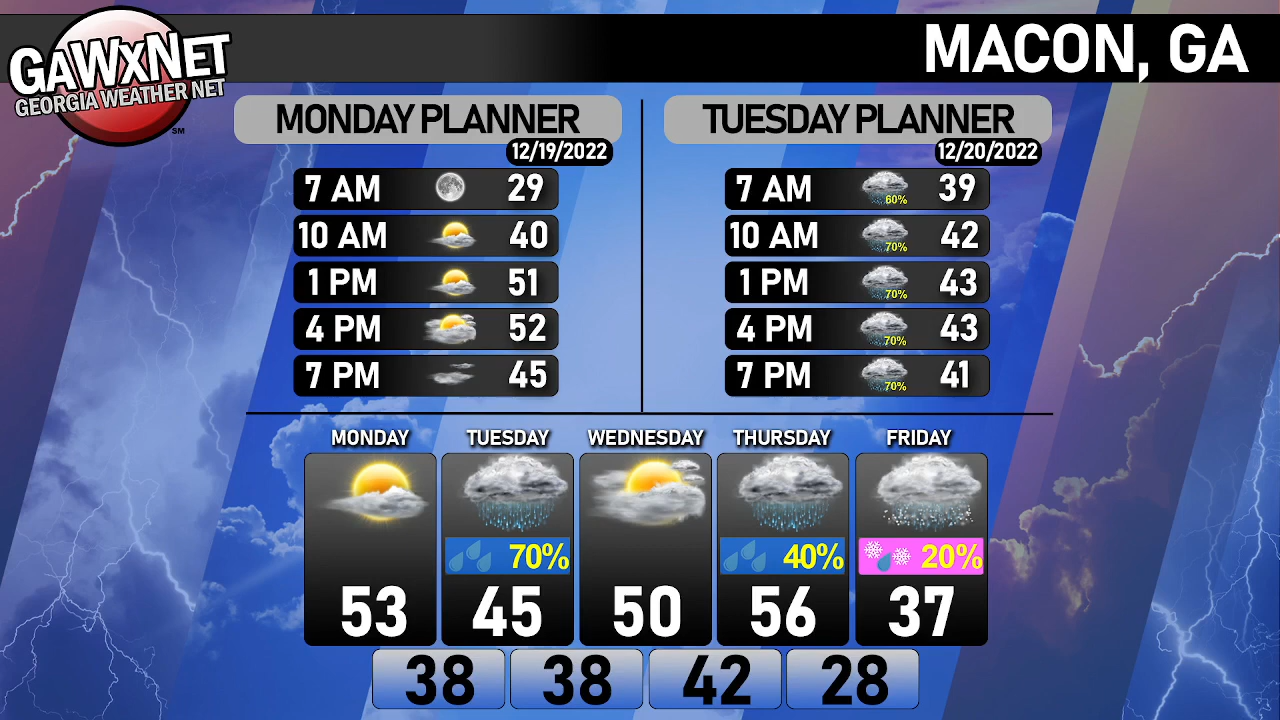 GAWxNET
GEORGIA WEATHER NET
SM
MACON, GA
MONDAY PLANNER
12/19/2022
7 AM 29
10 AM 40
1 PM 51
4 PM 52
7 PM 45
TUESDAY PLANNER
12/20/2022
7 AM 60% 39
10 AM 70% 42
1 PM 70% 43
4 PM 70% 43
7 PM 70% 41
MONDAY TUESDAY WEDNESDAY THURSDAY FRIDAY
70% 40% 20%
53 45 50 56 37
38 38 42 28